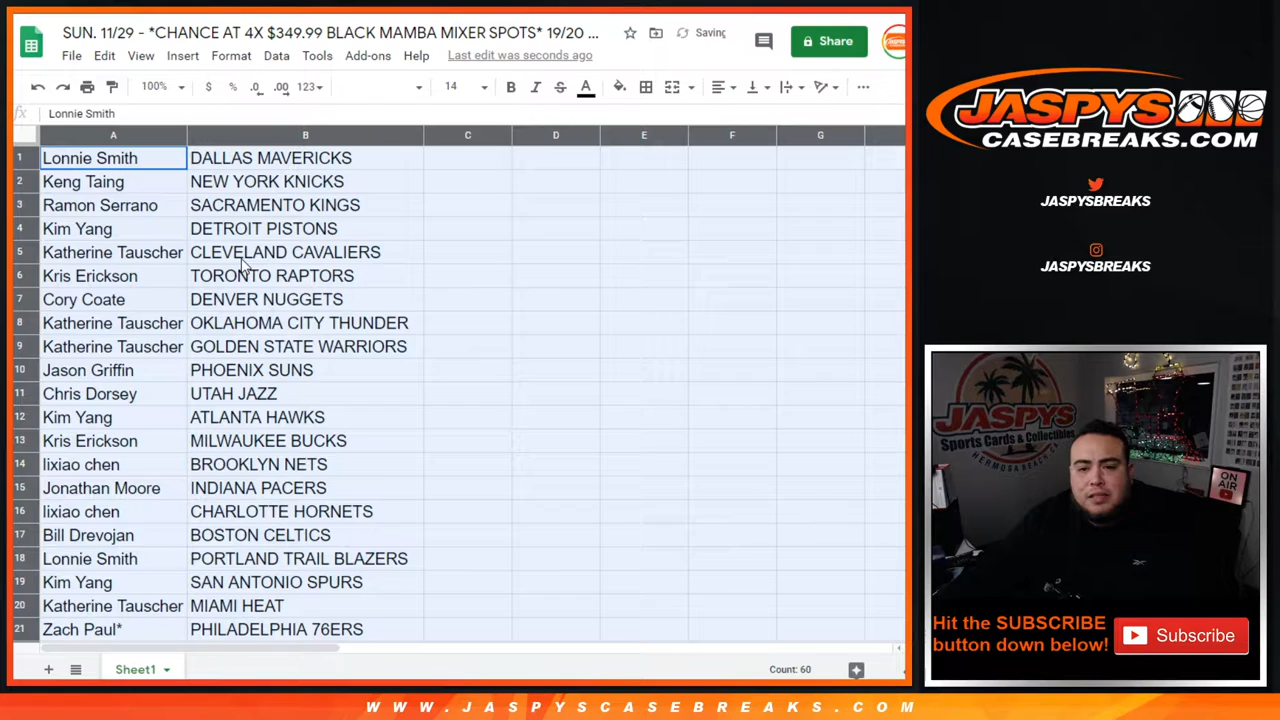 SUN. 11/29 - *CHANCE AT 4X $349.99 BLACK MAMBA MIXER SPOTS* 19/20 ...
Saving
Share
File Edit View Insert Format Data Tools Add-ons Help Last edit was seconds ago
100% $ % .0 .00 123 14 B I S A
fx Lonnie Smith
A B C D E F G
1 Lonnie Smith DALLAS MAVERICKS
2 Keng Taing NEW YORK KNICKS
3 Ramon Serrano SACRAMENTO KINGS
4 Kim Yang DETROIT PISTONS
5 Katherine Tauscher CLEVELAND CAVALIERS
6 Kris Erickson TORONTO RAPTORS
7 Cory Coate DENVER NUGGETS
8 Katherine Tauscher OKLAHOMA CITY THUNDER
9 Katherine Tauscher GOLDEN STATE WARRIORS
10 Jason Griffin PHOENIX SUNS
11 Chris Dorsey UTAH JAZZ
12 Kim Yang ATLANTA HAWKS
13 Kris Erickson MILWAUKEE BUCKS
14 lixiao chen BROOKLYN NETS
15 Jonathan Moore INDIANA PACERS
16 lixiao chen CHARLOTTE HORNETS
17 Bill Drevojan BOSTON CELTICS
18 Lonnie Smith PORTLAND TRAIL BLAZERS
19 Kim Yang SAN ANTONIO SPURS
20 Katherine Tauscher MIAMI HEAT
21 Zach Paul* PHILADELPHIA 76ERS
Sheet1
Count: 60
JASPYS
CASEBREAKS.COM
JASPYSBREAKS
JASPYSBREAKS
JASPYS
Sports Cards & Collectibles
HERMOSA BEACH CA
ON
AIR
Hit the SUBSCRIBE
button down below!
Subscribe
WWW.JASPYSCASEBREAKS.COM